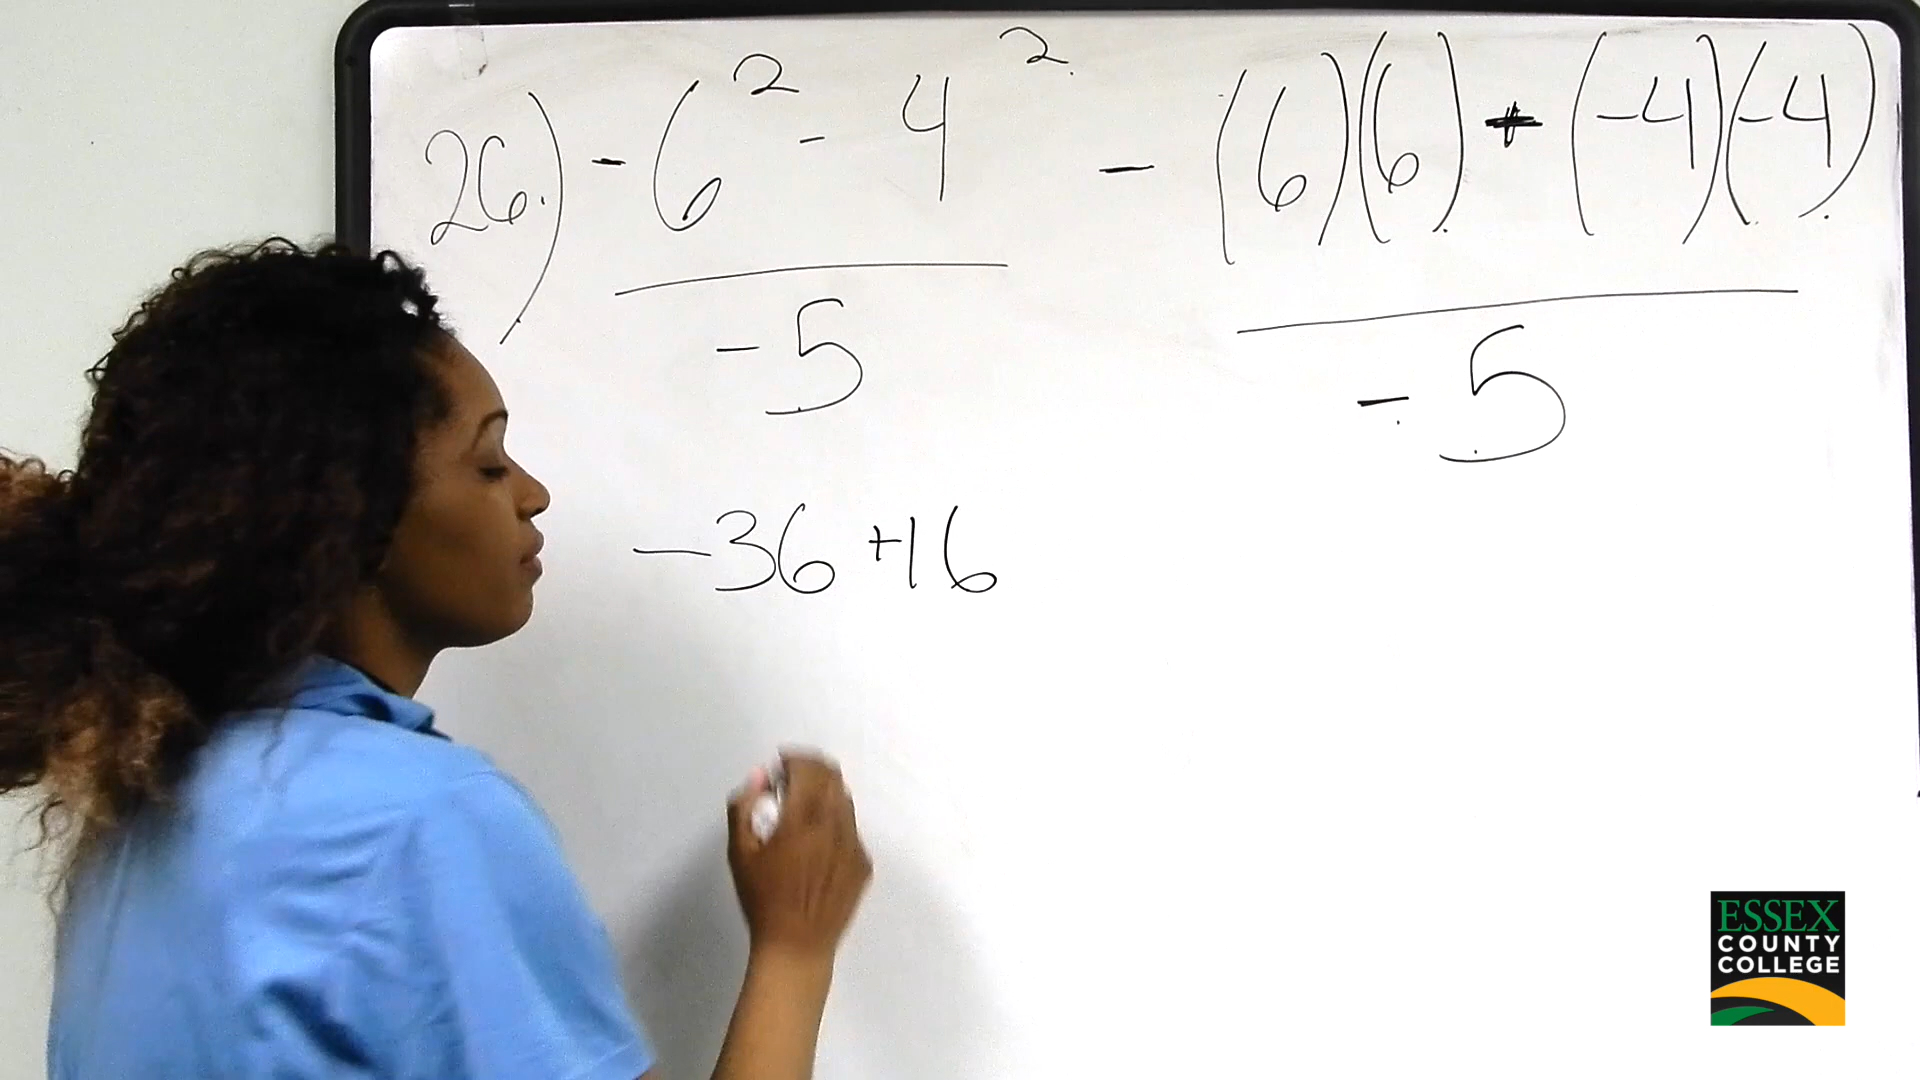 26.) -6² - 4² - (6)(6) + (-4)(-4)
-5 -5
-36 +16
ESSEX
COUNTY
COLLEGE